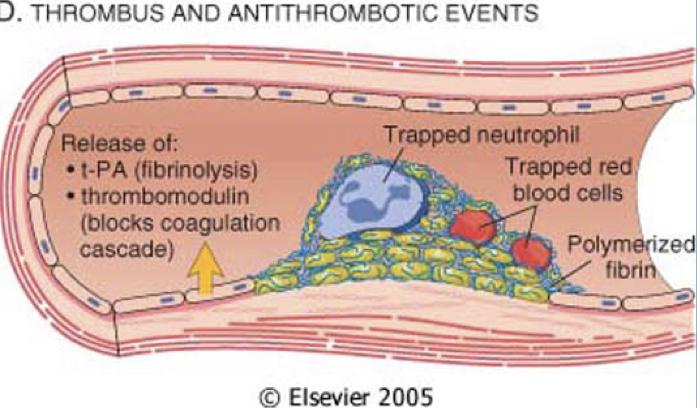 D. THROMBUS AND ANTITHROMBOTIC EVENTS
Release of:
• t-PA (fibrinolysis)
• thrombomodulin
(blocks coagulation
cascade)
Trapped neutrophil
Trapped red
blood cells
Polymerized
fibrin
© Elsevier 2005